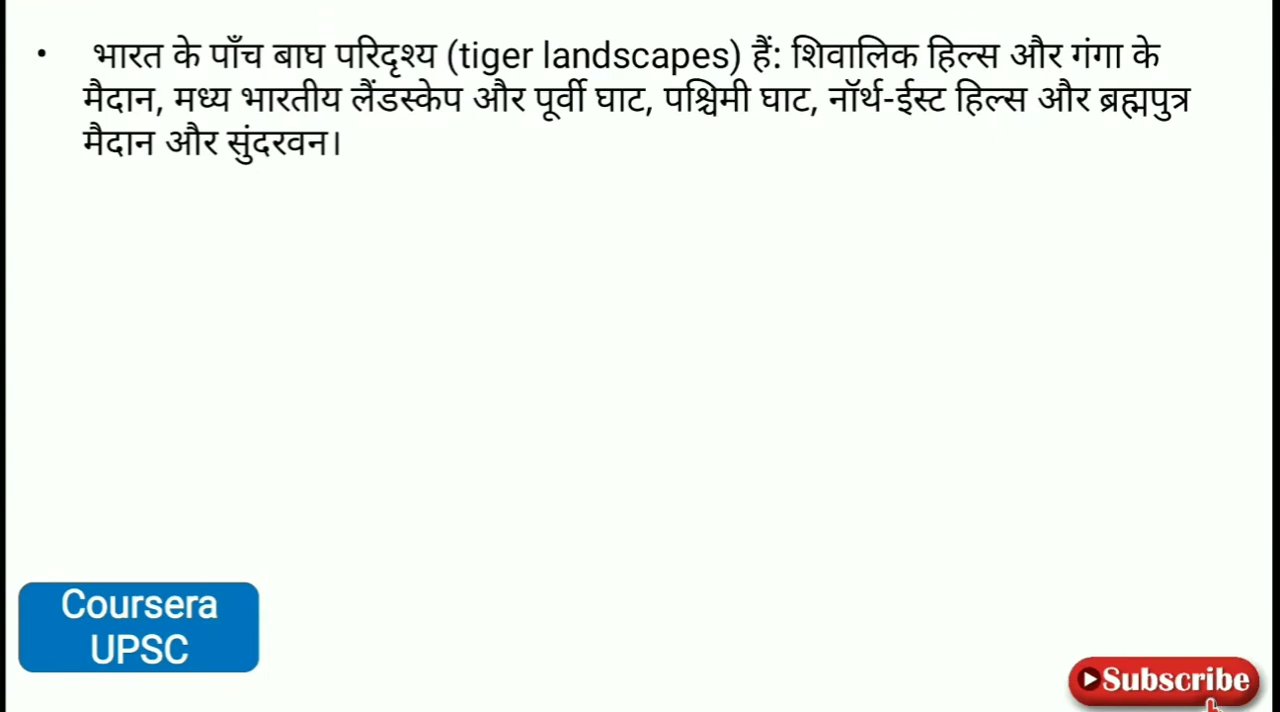 • भारत के पाँच बाघ परिदृश्य (tiger landscapes) हैं: शिवालिक हिल्स और गंगा के
मैदान, मध्य भारतीय लैंडस्केप और पूर्वी घाट, पश्चिमी घाट, नॉर्थ-ईस्ट हिल्स और ब्रह्मपुत्र
मैदान और सुंदरवन।
Coursera
UPSC
Subscribe